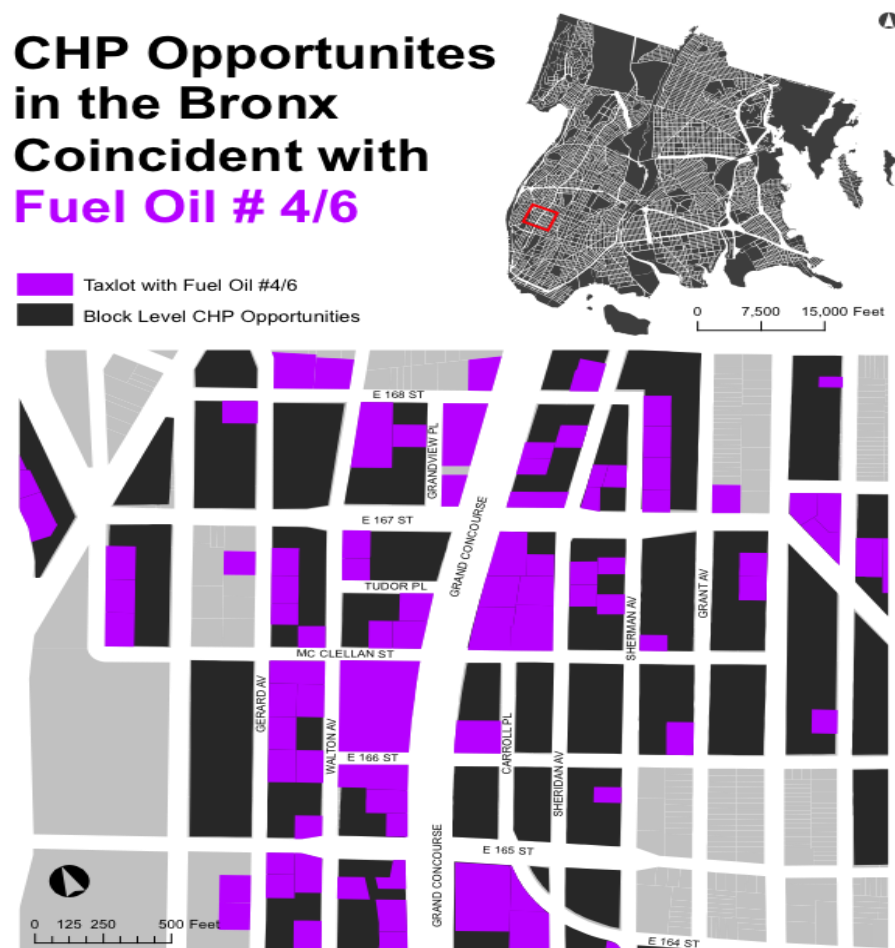 CHP Opportunites
in the Bronx
Coincident with
Fuel Oil # 4/6
Taxlot with Fuel Oil #4/6
Block Level CHP Opportunities
0 7,500 15,000 Feet
E 168 ST
GRANDVIEW PL
E 167 ST
GRAND CONCOURSE
TUDOR PL
GRANT AV
SHERMAN AV
MC CLELLAN ST
GERARD AV
WALTON AV
E 166 ST
CARROLL PL
SHERIDAN AV
GRAND CONCOURSE
E 165 ST
0 125 250 500 Feet
E 164 ST